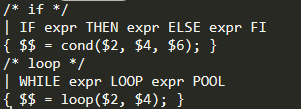 /* if */
| IF expr THEN expr ELSE expr FI
{ $$ = cond($2, $4, $6); }
/* loop */
| WHILE expr LOOP expr POOL
{ $$ = loop($2, $4); }